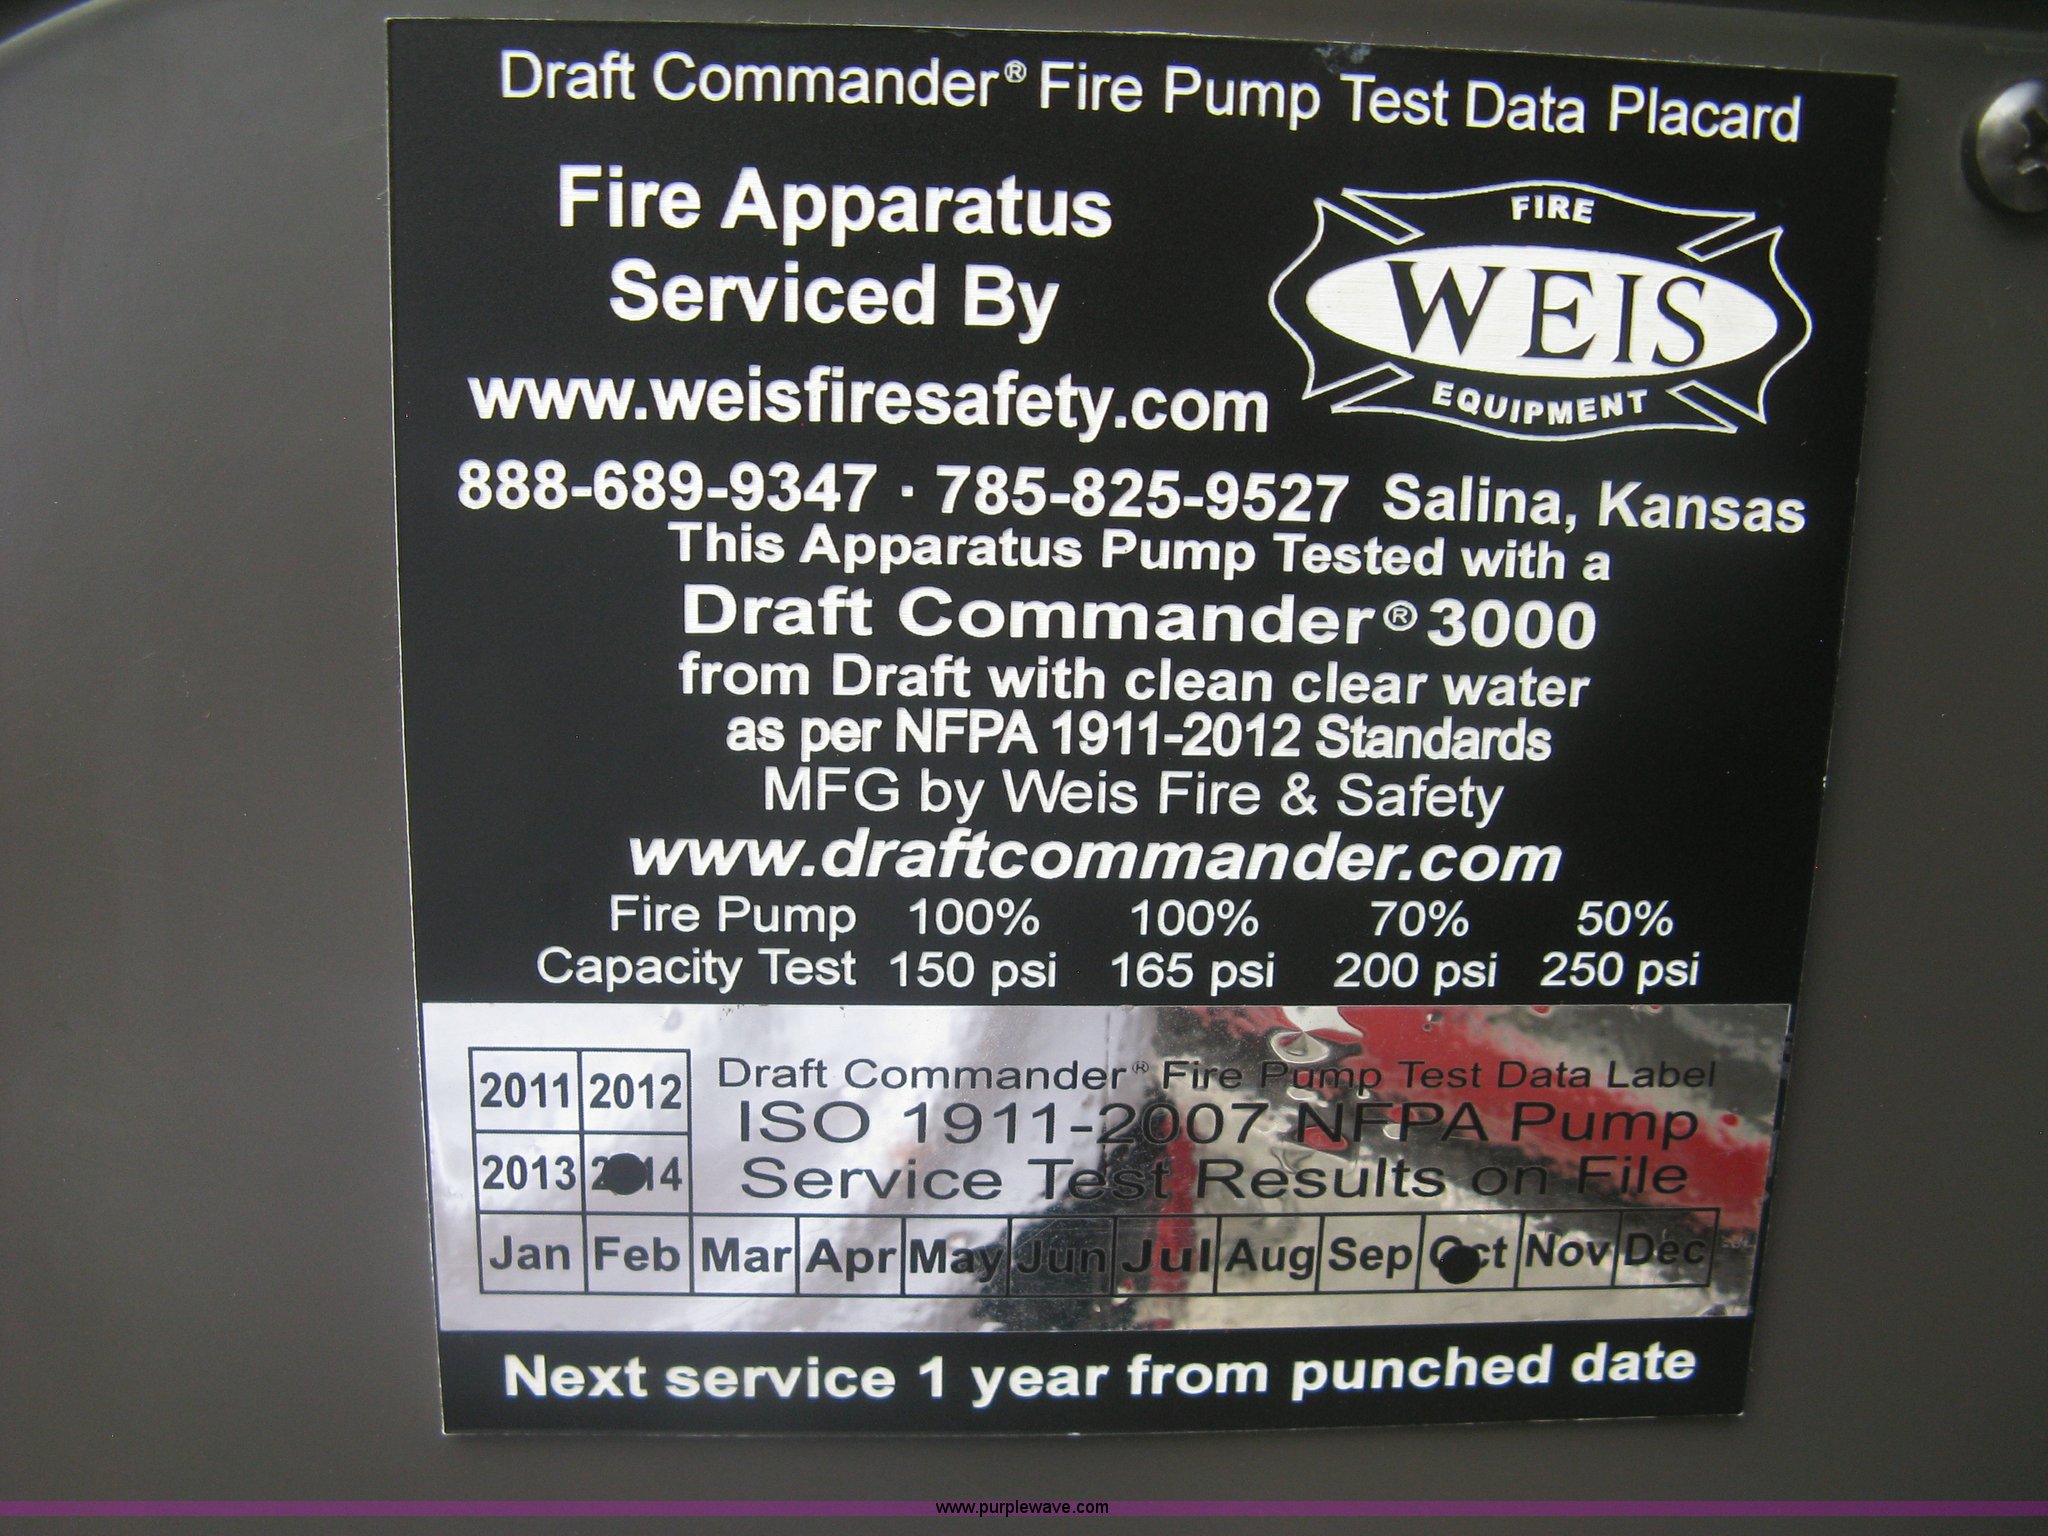 Draft Commander® Fire Pump Test Data Placard
Fire Apparatus
Serviced By
www.weisfiresafety.com
FIRE
WEIS
EQUIPMENT
888-689-9347 · 785-825-9527 Salina, Kansas
This Apparatus Pump Tested with a
Draft Commander® 3000
from Draft with clean clear water
as per NFPA 1911-2012 Standards
MFG by Weis Fire & Safety
www.draftcommander.com
Fire Pump 100% 100% 70% 50%
Capacity Test 150 psi 165 psi 200 psi 250 psi
2011 2012
2013 2014
Draft Commander® Fire Pump Test Data Label
ISO 1911-2007 NFPA Pump
Service Test Results on File
Jan Feb Mar Apr May Jun Jul Aug Sep Oct Nov Dec
Next service 1 year from punched date
www.purplewave.com